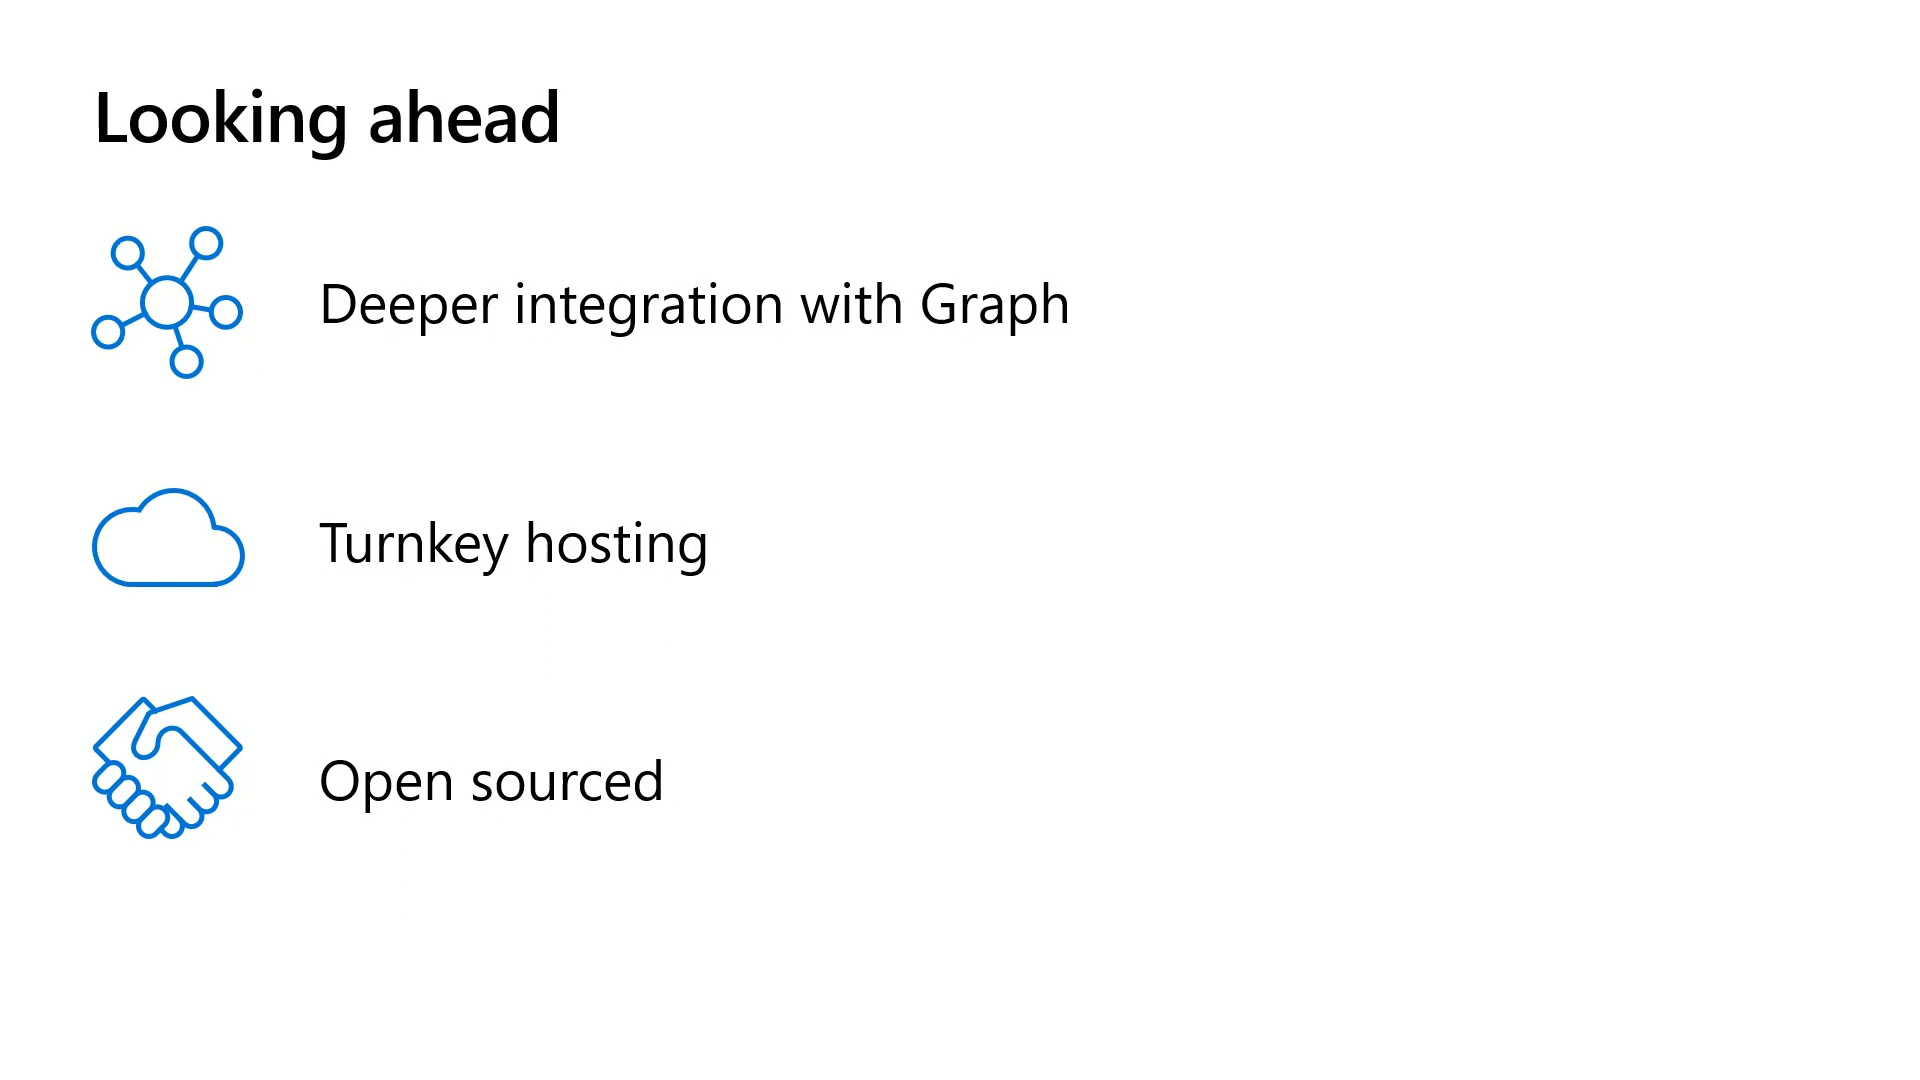 Looking ahead
Deeper integration with Graph
Turnkey hosting
Open sourced